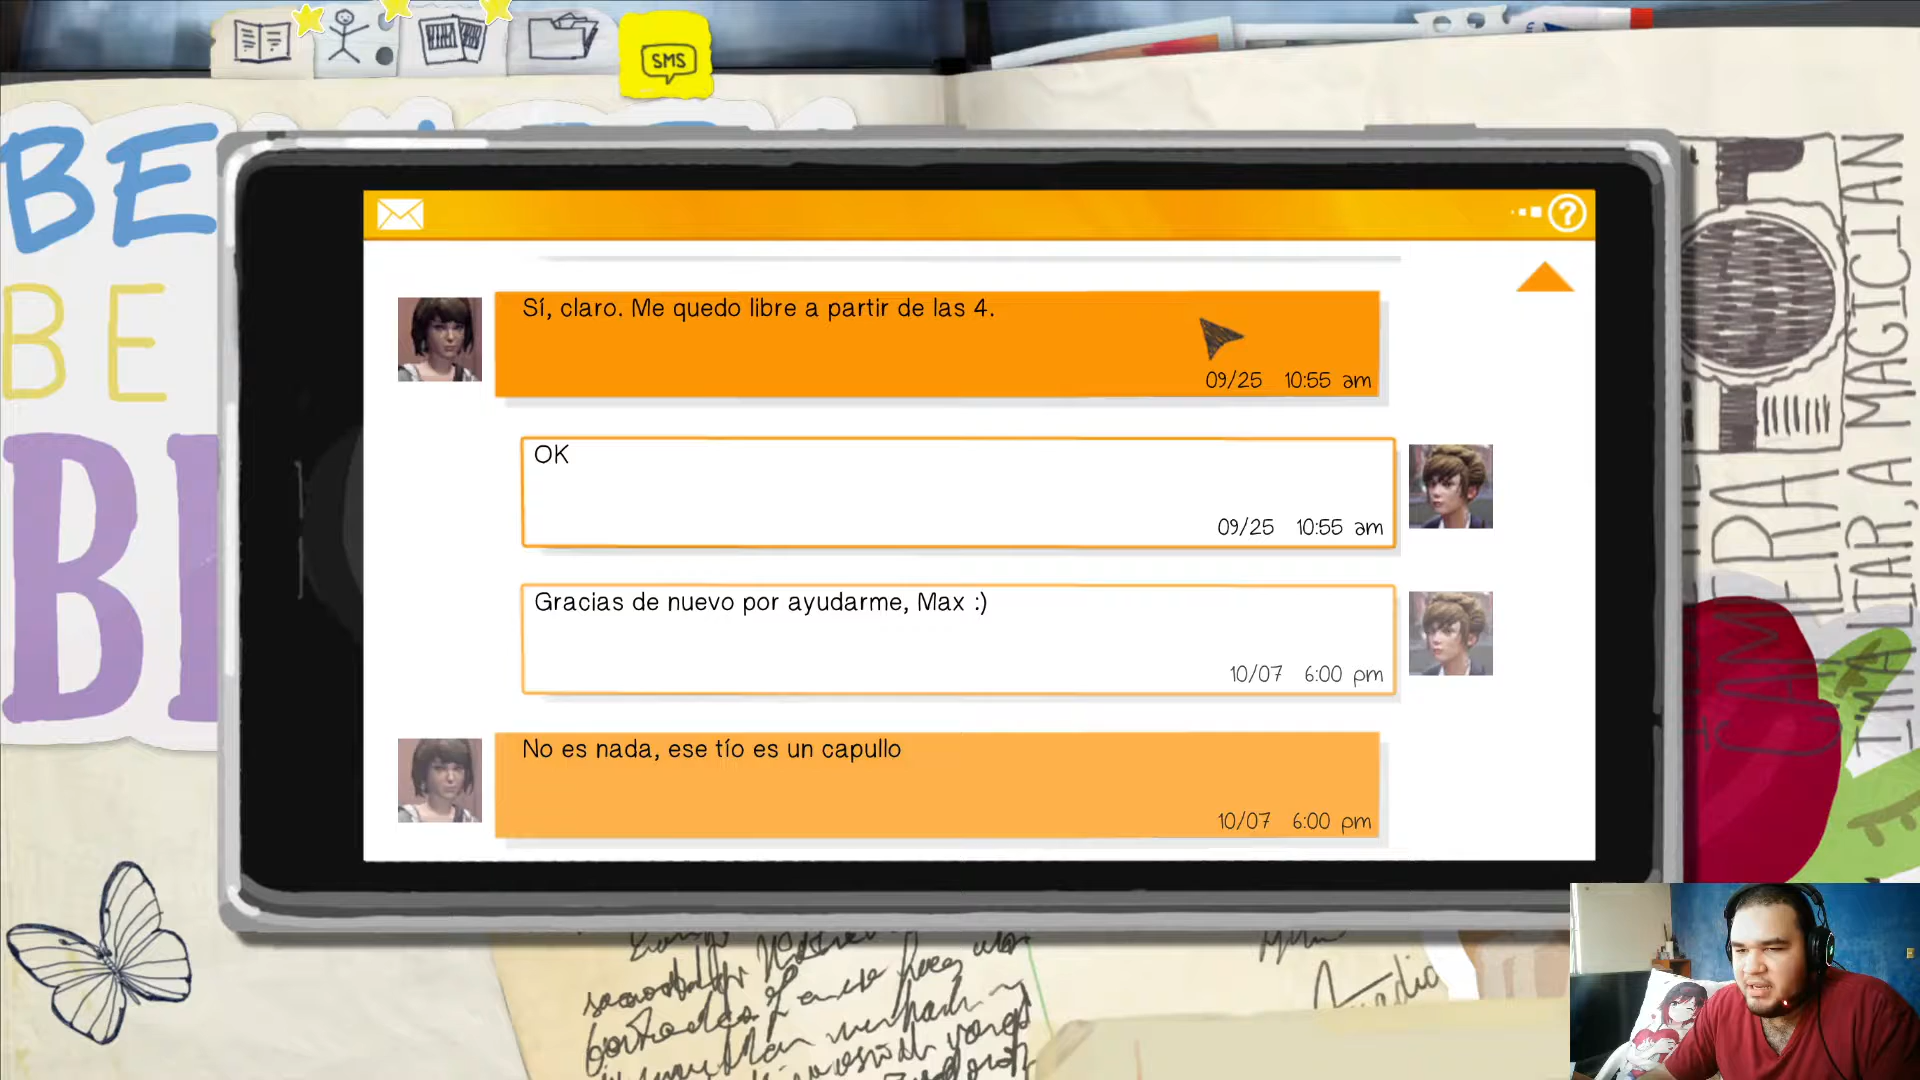 SMS
BE
BE
Sí, claro. Me quedo libre a partir de las 4.
09/25 10:55 am
OK
09/25 10:55 am
Gracias de nuevo por ayudarme, Max :)
10/07 6:00 pm
No es nada, ese tío es un capullo
10/07 6:00 pm
CAMERA
LIAR, A MAGICIAN